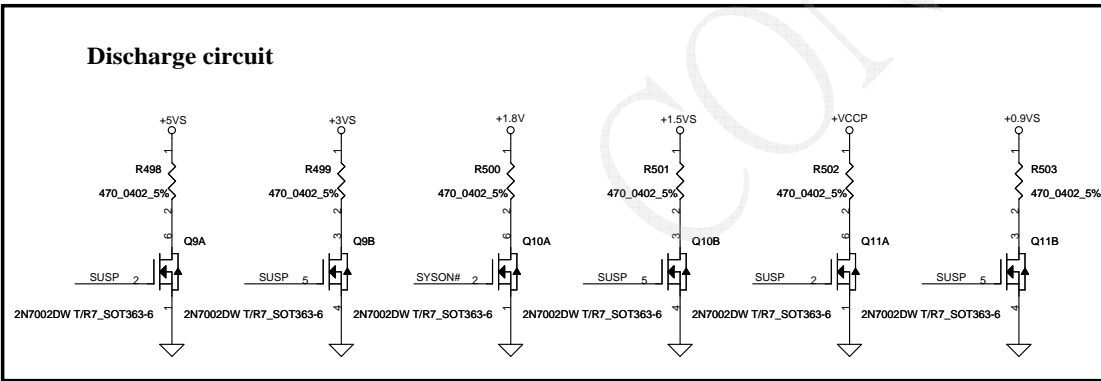 Discharge circuit
+5VS
+3VS
+1.8V
+1.5VS
+VCCP
+0.9VS
1
1
1
1
1
1
R498
R499
R500
R501
R502
R503
470_0402_5%
470_0402_5%
470_0402_5%
470_0402_5%
470_0402_5%
470_0402_5%
2
2
2
2
2
2
6
3
6
3
6
3
Q9A
Q9B
Q10A
Q10B
Q11A
Q11B
SUSP 2
SUSP 5
SYSON# 2
SUSP 5
SUSP 2
SUSP 5
1
4
1
4
1
4
2N7002DW T/R7_SOT363-6
2N7002DW T/R7_SOT363-6
2N7002DW T/R7_SOT363-6
2N7002DW T/R7_SOT363-6
2N7002DW T/R7_SOT363-6
2N7002DW T/R7_SOT363-6